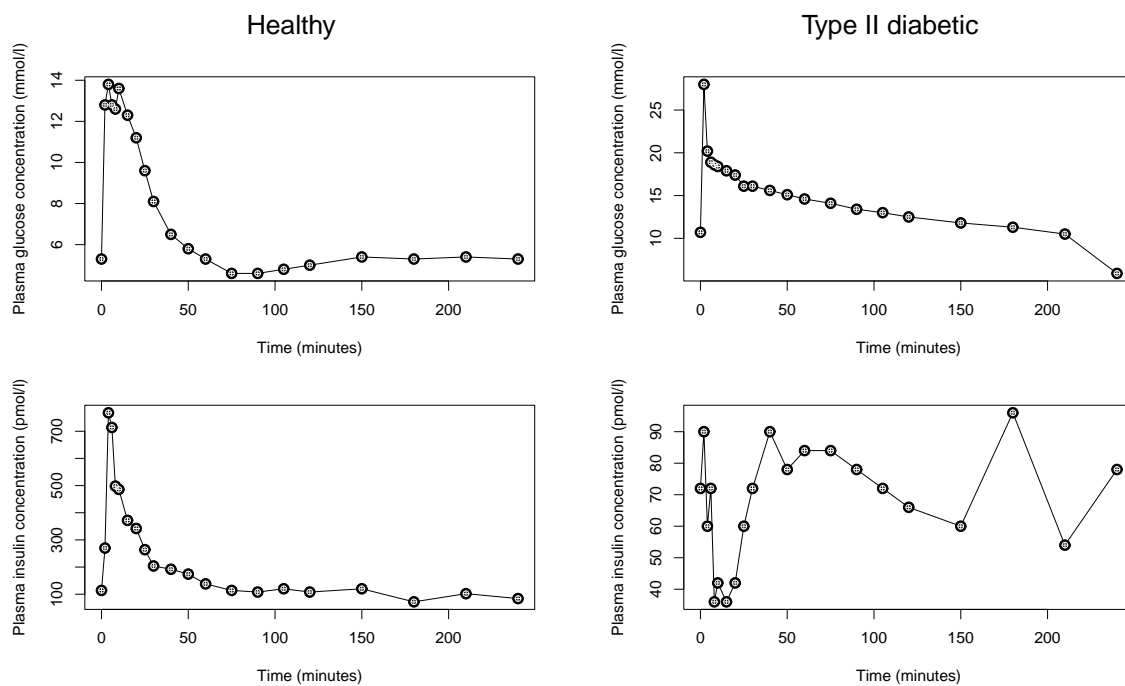 Healthy
Type II diabetic
Plasma glucose concentration (mmol/l)
14
12
10
8
6
0 50 100 150 200
Time (minutes)
Plasma glucose concentration (mmol/l)
25
20
15
10
0 50 100 150 200
Time (minutes)
Plasma insulin concentration (pmol/l)
700
500
300
100
0 50 100 150 200
Time (minutes)
Plasma insulin concentration (pmol/l)
90
80
70
60
50
40
0 50 100 150 200
Time (minutes)